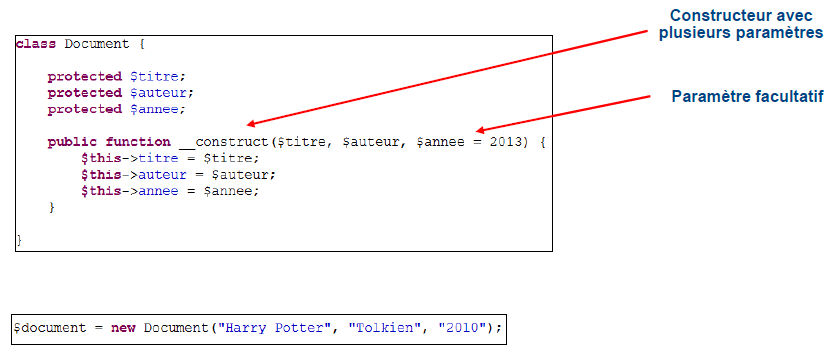 Constructeur avec
plusieurs paramètres
class Document {
protected $titre;
protected $auteur;
protected $annee;
Paramètre facultatif
public function __construct($titre, $auteur, $annee = 2013) {
$this->titre = $titre;
$this->auteur = $auteur;
$this->annee = $annee;
}
}
$document = new Document("Harry Potter", "Tolkien", "2010");